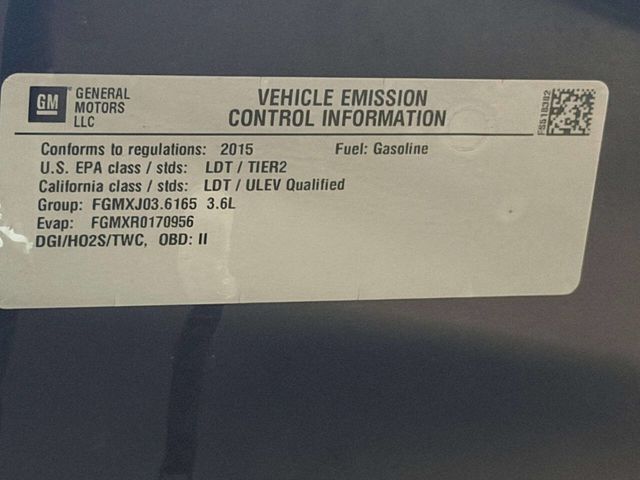 GM
GENERAL
MOTORS
LLC
VEHICLE EMISSION
CONTROL INFORMATION
Conforms to regulations: 2015 Fuel: Gasoline
U.S. EPA class / stds: LDT / TIER2
California class / stds: LDT / ULEV Qualified
Group: FGMXJ03.6165 3.6L
Evap: FGMXR0170956
DGI/HO2S/TWC, OBD: II